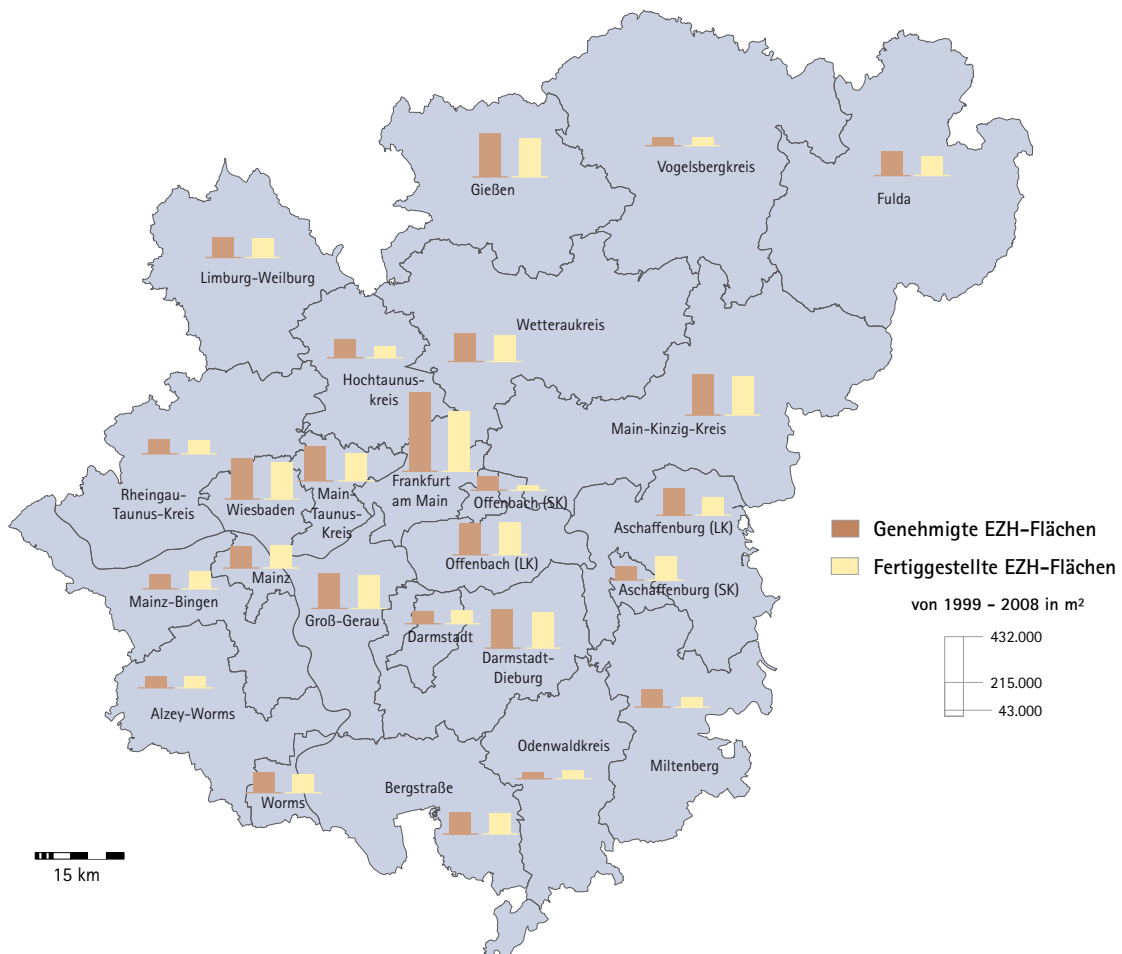 Gießen
Vogelsbergkreis
Fulda
Limburg-Weilburg
Wetteraukreis
Hochtaunus-
kreis
Main-Kinzig-Kreis
Frankfurt
am Main
Rheingau-
Taunus-Kreis
Wiesbaden
Main-
Taunus-
Kreis
Offenbach (SK)
Aschaffenburg (LK)
Offenbach (LK)
Mainz
Mainz-Bingen
Aschaffenburg (SK)
Groß-Gerau
Darmstadt
Darmstadt-
Dieburg
Alzey-Worms
Odenwaldkreis
Miltenberg
Bergstraße
Worms
Genehmigte EZH-Flächen
Fertiggestellte EZH-Flächen
von 1999 - 2008 in m²
432.000
215.000
43.000
15 km